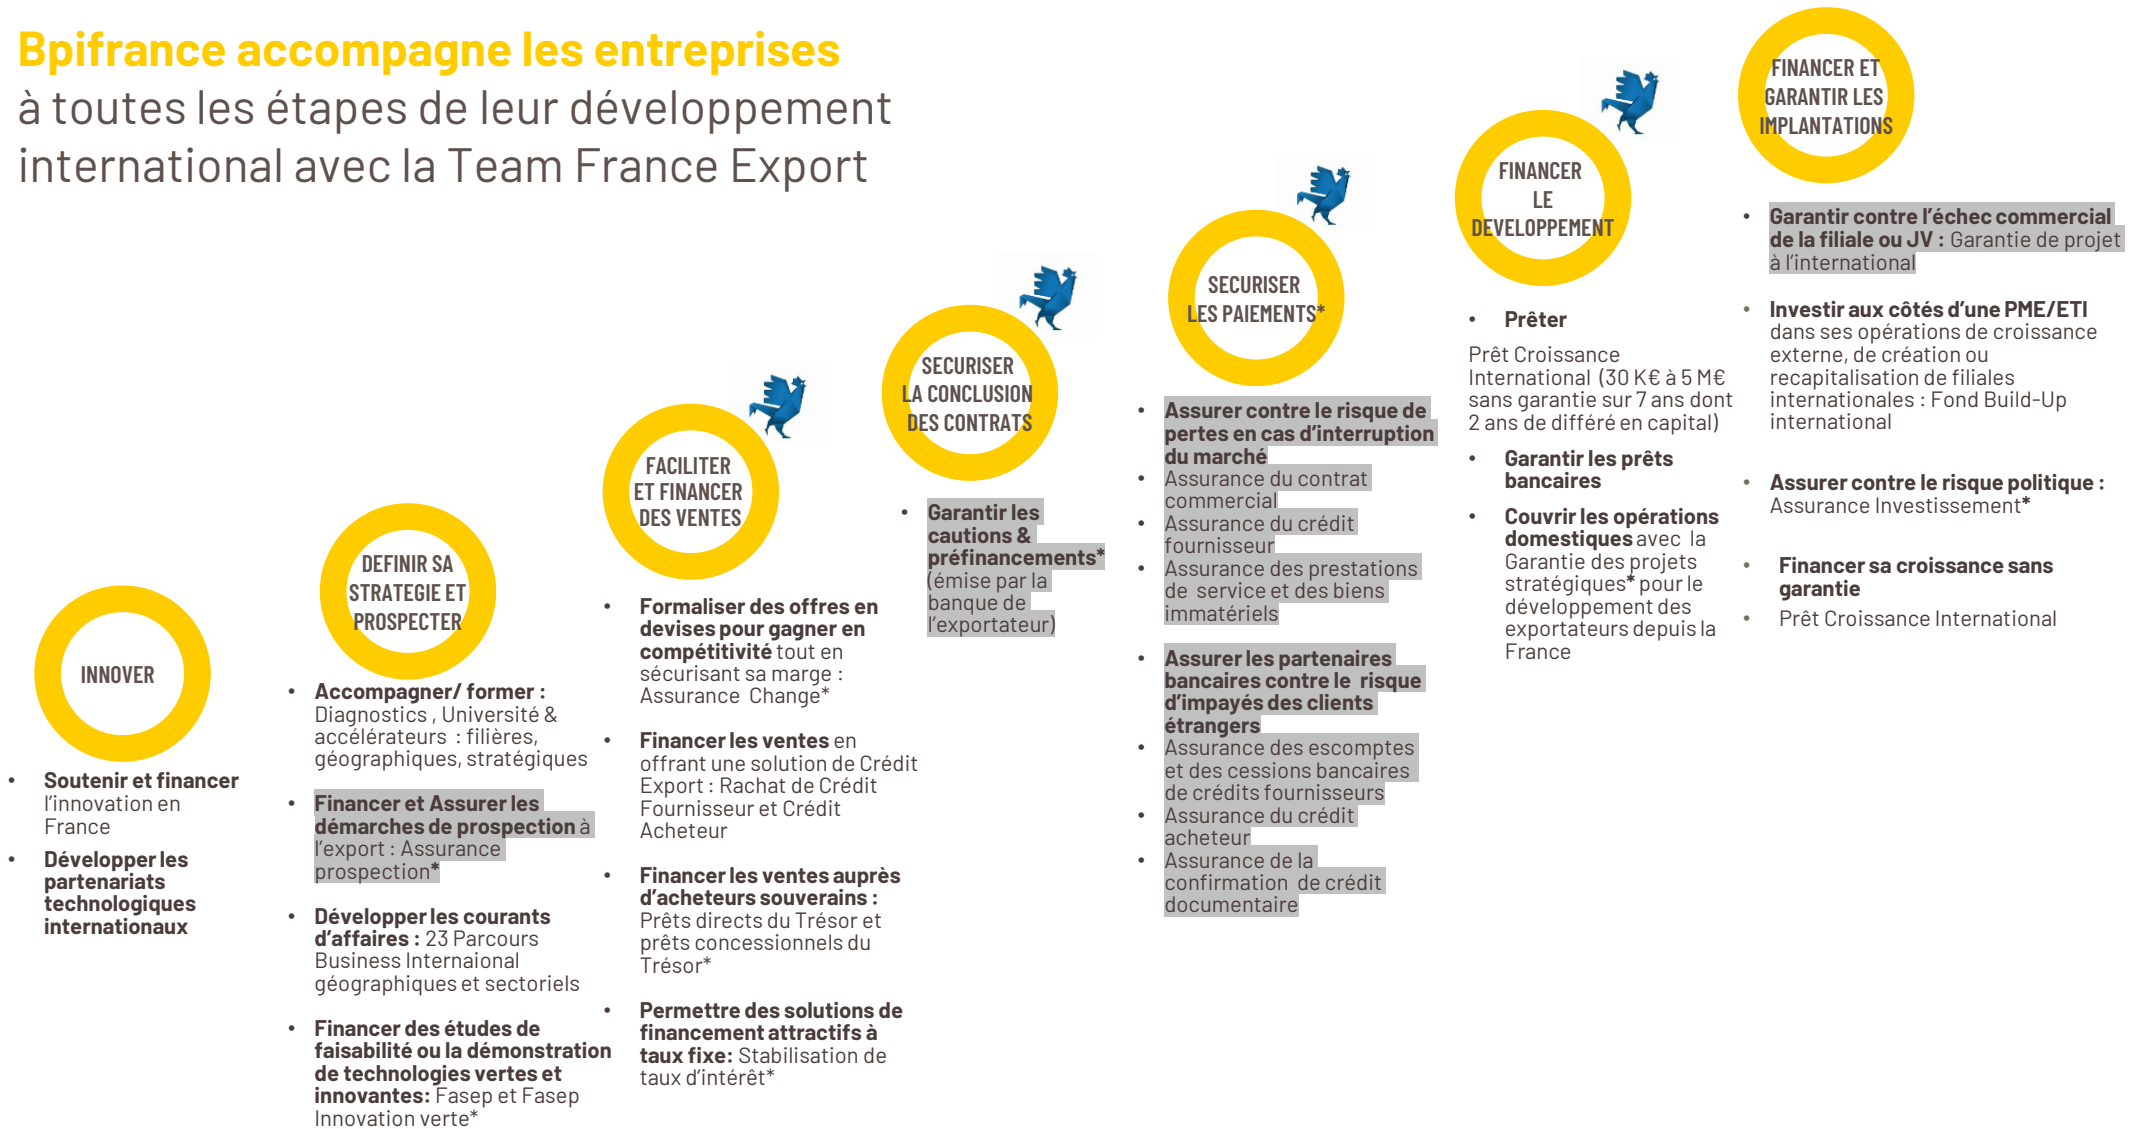 Bpifrance accompagne les entreprises
à toutes les étapes de leur développement
international avec la Team France Export
INNOVER
• Soutenir et financer
l'innovation en
France
• Développer les
partenariats
technologiques
internationaux
DEFINIR SA
STRATEGIE ET
PROSPECTER
• Accompagner/ former :
Diagnostics , Université &
accélérateurs : filières,
géographiques, stratégiques
• Financer et Assurer les
démarches de prospection à
l'export : Assurance
prospection*
• Développer les courants
d'affaires : 23 Parcours
Business Internaional
géographiques et sectoriels
• Financer des études de
faisabilité ou la démonstration
de technologies vertes et
innovantes: Fasep et Fasep
Innovation verte*
FACILITER
ET FINANCER
DES VENTES
• Formaliser des offres en
devises pour gagner en
compétitivité tout en
sécurisant sa marge :
Assurance Change*
• Financer les ventes en
offrant une solution de Crédit
Export : Rachat de Crédit
Fournisseur et Crédit
Acheteur
• Financer les ventes auprès
d'acheteurs souverains :
Prêts directs du Trésor et
prêts concessionnels du
Trésor*
• Permettre des solutions de
financement attractifs à
taux fixe: Stabilisation de
taux d'intérêt*
SECURISER
LA CONCLUSION
DES CONTRATS
• Garantir les
cautions &
préfinancements*
(émise par la
banque de
l'exportateur)
SECURISER
LES PAIEMENTS*
• Assurer contre le risque de
pertes en cas d'interruption
du marché
• Assurance du contrat
commercial
• Assurance du crédit
fournisseur
• Assurance des prestations
de service et des biens
immatériels
• Assurer les partenaires
bancaires contre le risque
d'impayés des clients
étrangers
• Assurance des escomptes
et des cessions bancaires
de crédits fournisseurs
• Assurance du crédit
acheteur
• Assurance de la
confirmation de crédit
documentaire
FINANCER
LE
DEVELOPPEMENT
• Prêter
Prêt Croissance
International (30 K€ à 5 M€
sans garantie sur 7 ans dont
2 ans de différé en capital)
• Garantir les prêts
bancaires
• Couvrir les opérations
domestiques avec la
Garantie des projets
stratégiques* pour le
développement des
exportateurs depuis la
France
FINANCER ET
GARANTIR LES
IMPLANTATIONS
• Garantir contre l'échec commercial
de la filiale ou JV : Garantie de projet
à l'international
• Investir aux côtés d'une PME/ETI
dans ses opérations de croissance
externe, de création ou
recapitalisation de filiales
internationales : Fond Build-Up
international
• Assurer contre le risque politique :
Assurance Investissement*
• Financer sa croissance sans
garantie
• Prêt Croissance International